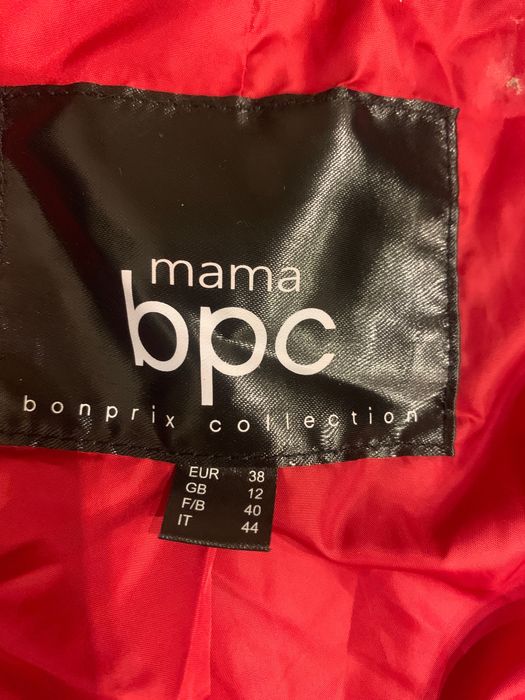 mama
bpc
bonprix collection
EUR 38
GB 12
F/B 40
IT 44